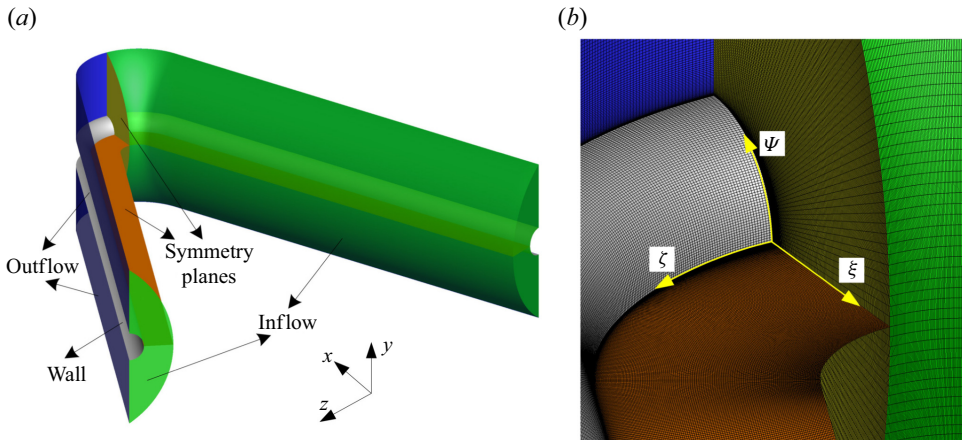 (a)
(b)
Ψ
ζ
ξ
Symmetry
planes
Outflow
Inflow
Wall
x
y
z